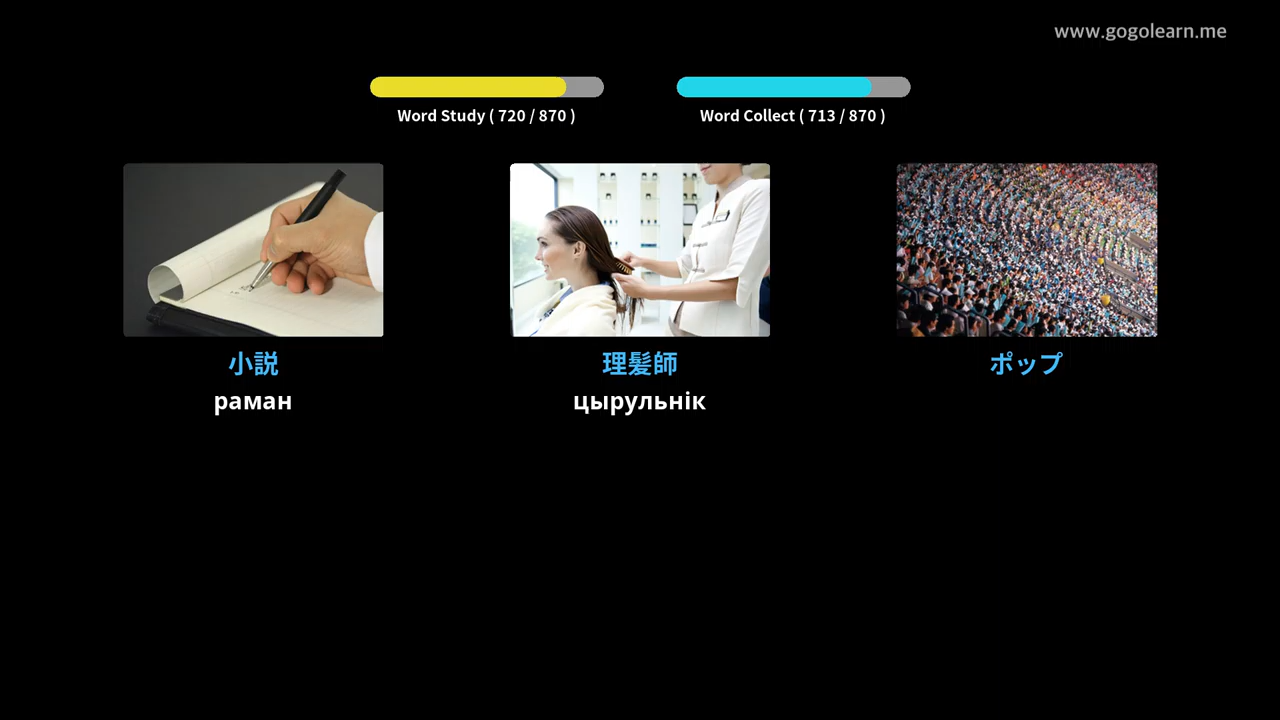 www.gogolearn.me
Word Study ( 720 / 870 )
Word Collect ( 713 / 870 )
小説
раман
理髪師
цырульнік
ポップ